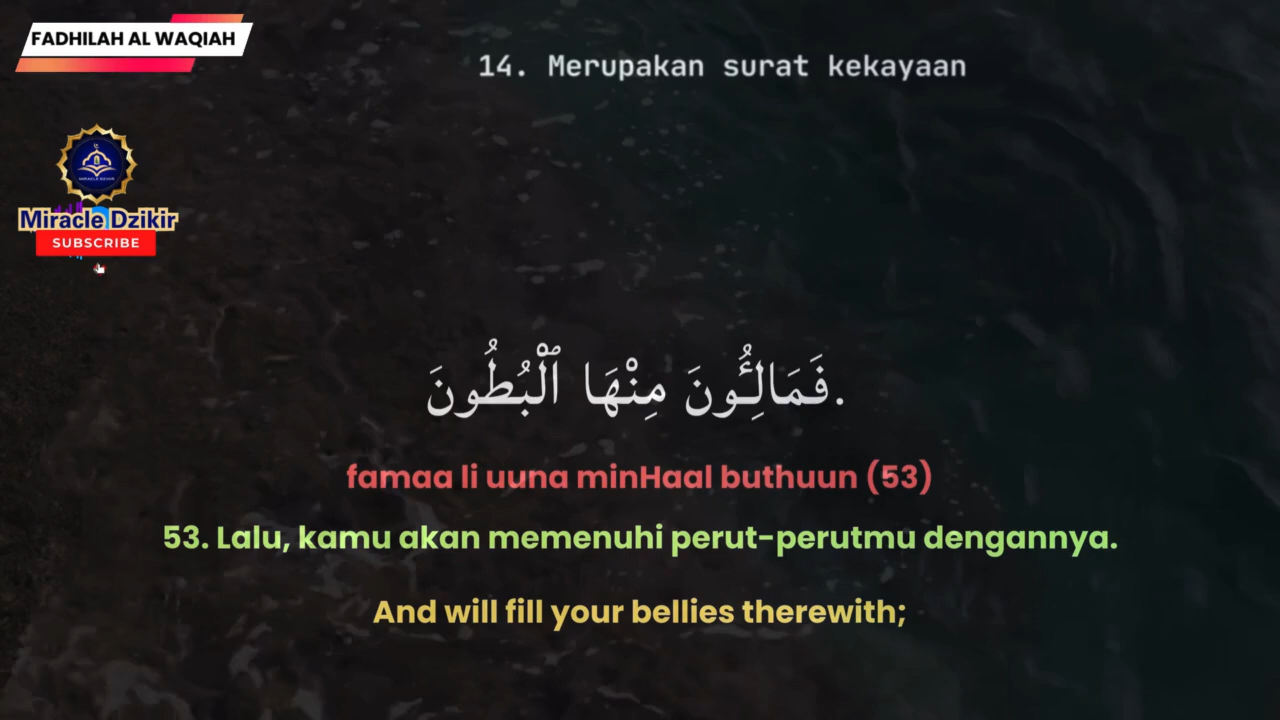 FADHILAH AL WAQIAH
14. Merupakan surat kekayaan
Miracle Dzikir
SUBSCRIBE
فَمَالِـُٔونَ مِنْهَا ٱلْبُطُونَ.
famaa li uuna minHaal buthuun (53)
53. Lalu, kamu akan memenuhi perut-perutmu dengannya.
And will fill your bellies therewith;